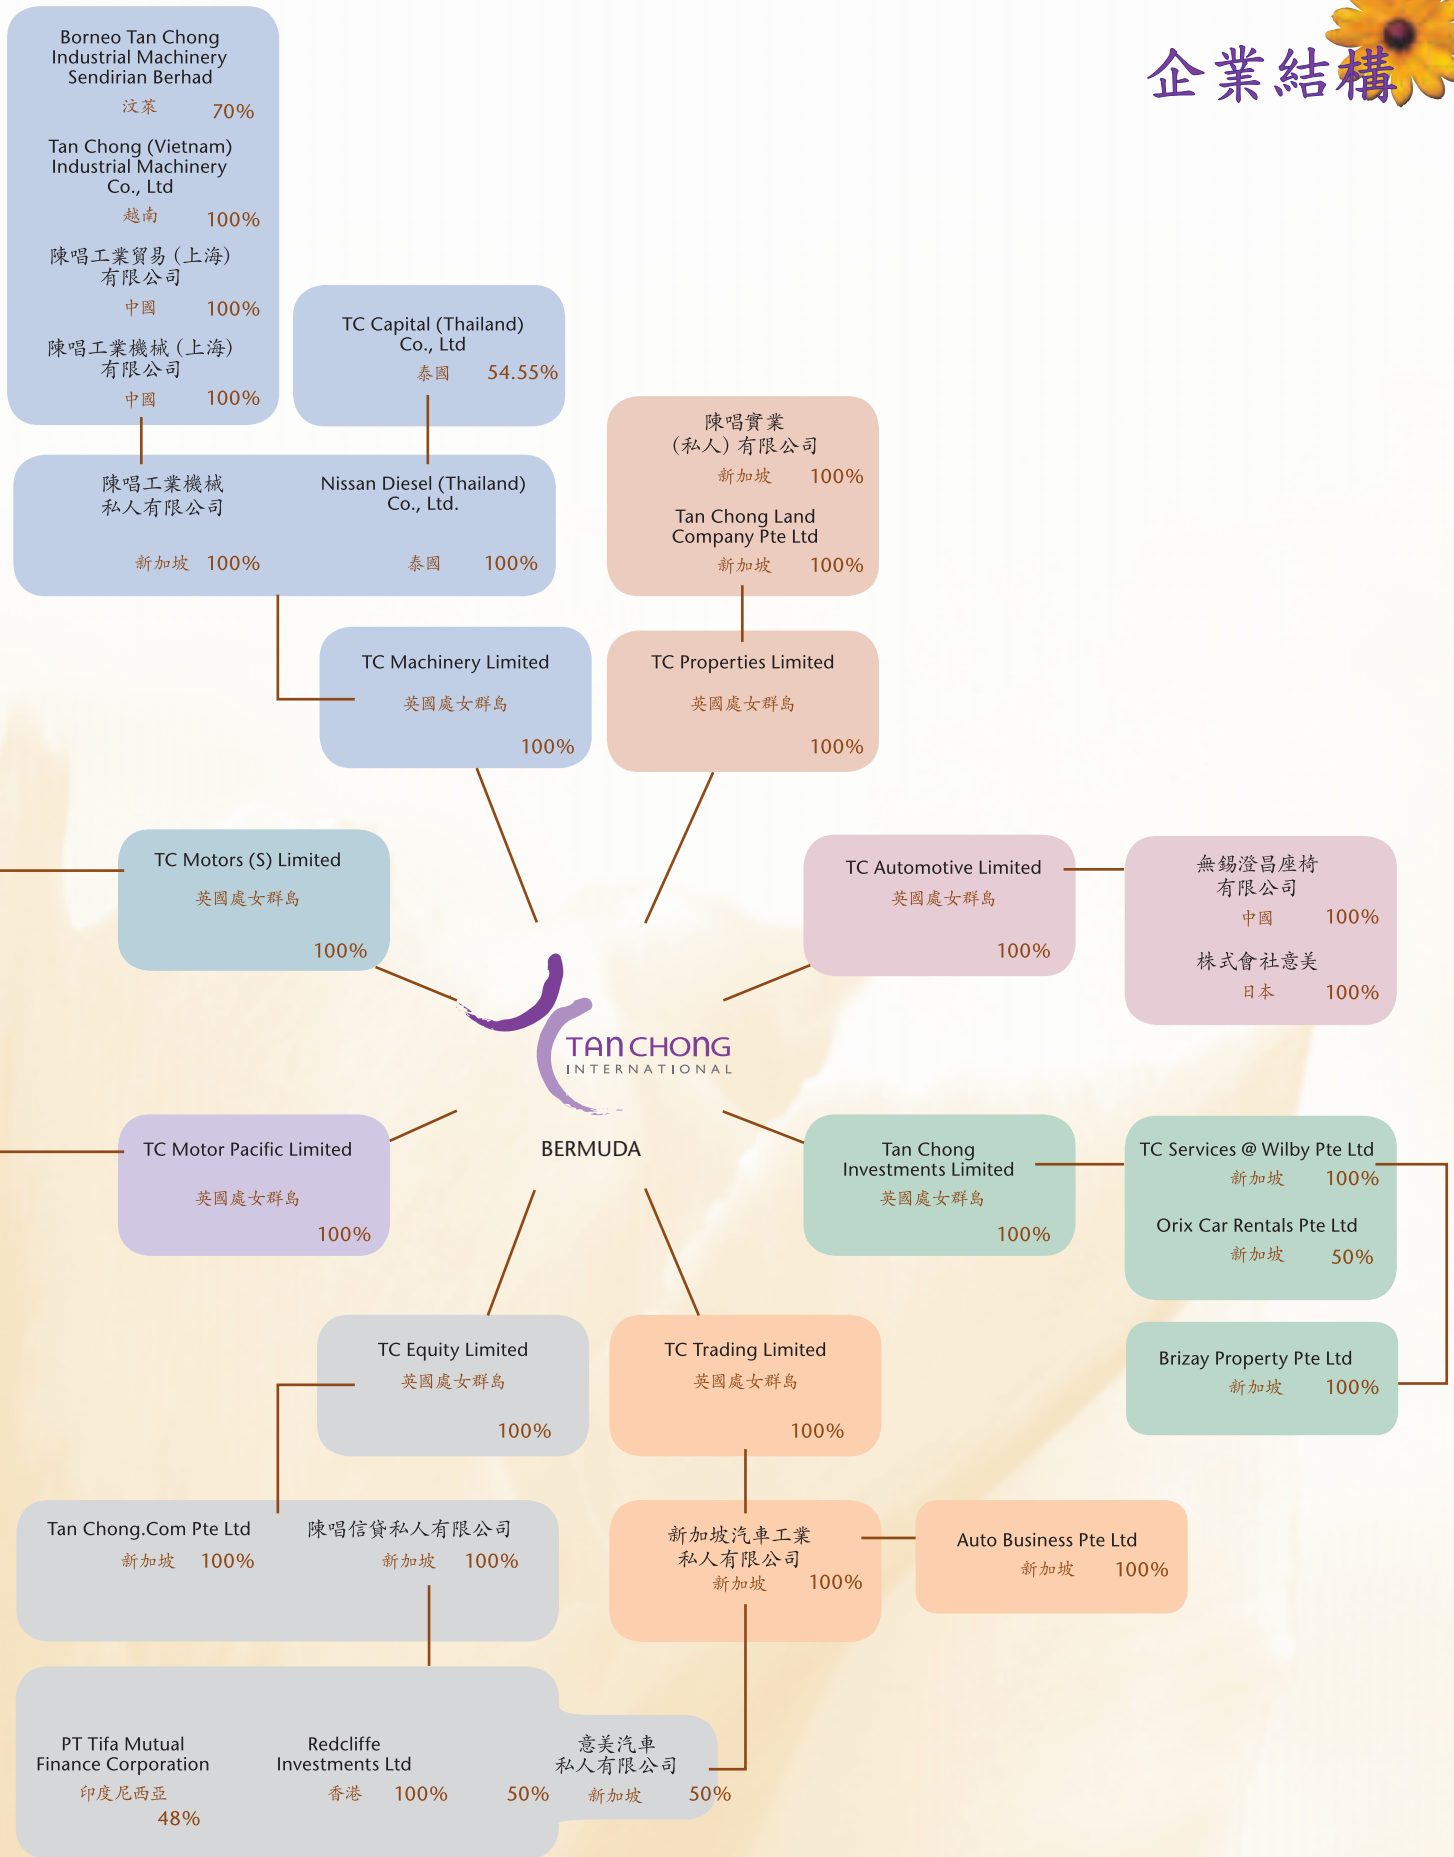 企業結構
Borneo Tan Chong
Industrial Machinery
Sendirian Berhad
汶萊 70%
Tan Chong (Vietnam)
Industrial Machinery
Co., Ltd
越南 100%
陳唱工業貿易 (上海)
有限公司
中國 100%
陳唱工業機械 (上海)
有限公司
中國 100%
TC Capital (Thailand)
Co., Ltd
泰國 54.55%
陳唱工業機械
私人有限公司
新加坡 100%
Nissan Diesel (Thailand)
Co., Ltd.
泰國 100%
陳唱實業
(私人) 有限公司
新加坡 100%
Tan Chong Land
Company Pte Ltd
新加坡 100%
TC Machinery Limited
英國處女群島
100%
TC Properties Limited
英國處女群島
100%
TC Motors (S) Limited
英國處女群島
100%
TC Automotive Limited
英國處女群島
100%
無錫澄昌座椅
有限公司
中國 100%
株式會社意美
日本 100%
TAN CHONG
INTERNATIONAL
BERMUDA
TC Motor Pacific Limited
英國處女群島
100%
Tan Chong
Investments Limited
英國處女群島
100%
TC Services @ Wilby Pte Ltd
新加坡 100%
Orix Car Rentals Pte Ltd
新加坡 50%
Brizay Property Pte Ltd
新加坡 100%
TC Equity Limited
英國處女群島
100%
TC Trading Limited
英國處女群島
100%
Tan Chong.Com Pte Ltd
新加坡 100%
陳唱信貸私人有限公司
新加坡 100%
新加坡汽車工業
私人有限公司
新加坡 100%
Auto Business Pte Ltd
新加坡 100%
PT Tifa Mutual
Finance Corporation
印度尼西亞
48%
Redcliffe
Investments Ltd
香港 100%
意美汽車
私人有限公司
50% 新加坡 50%